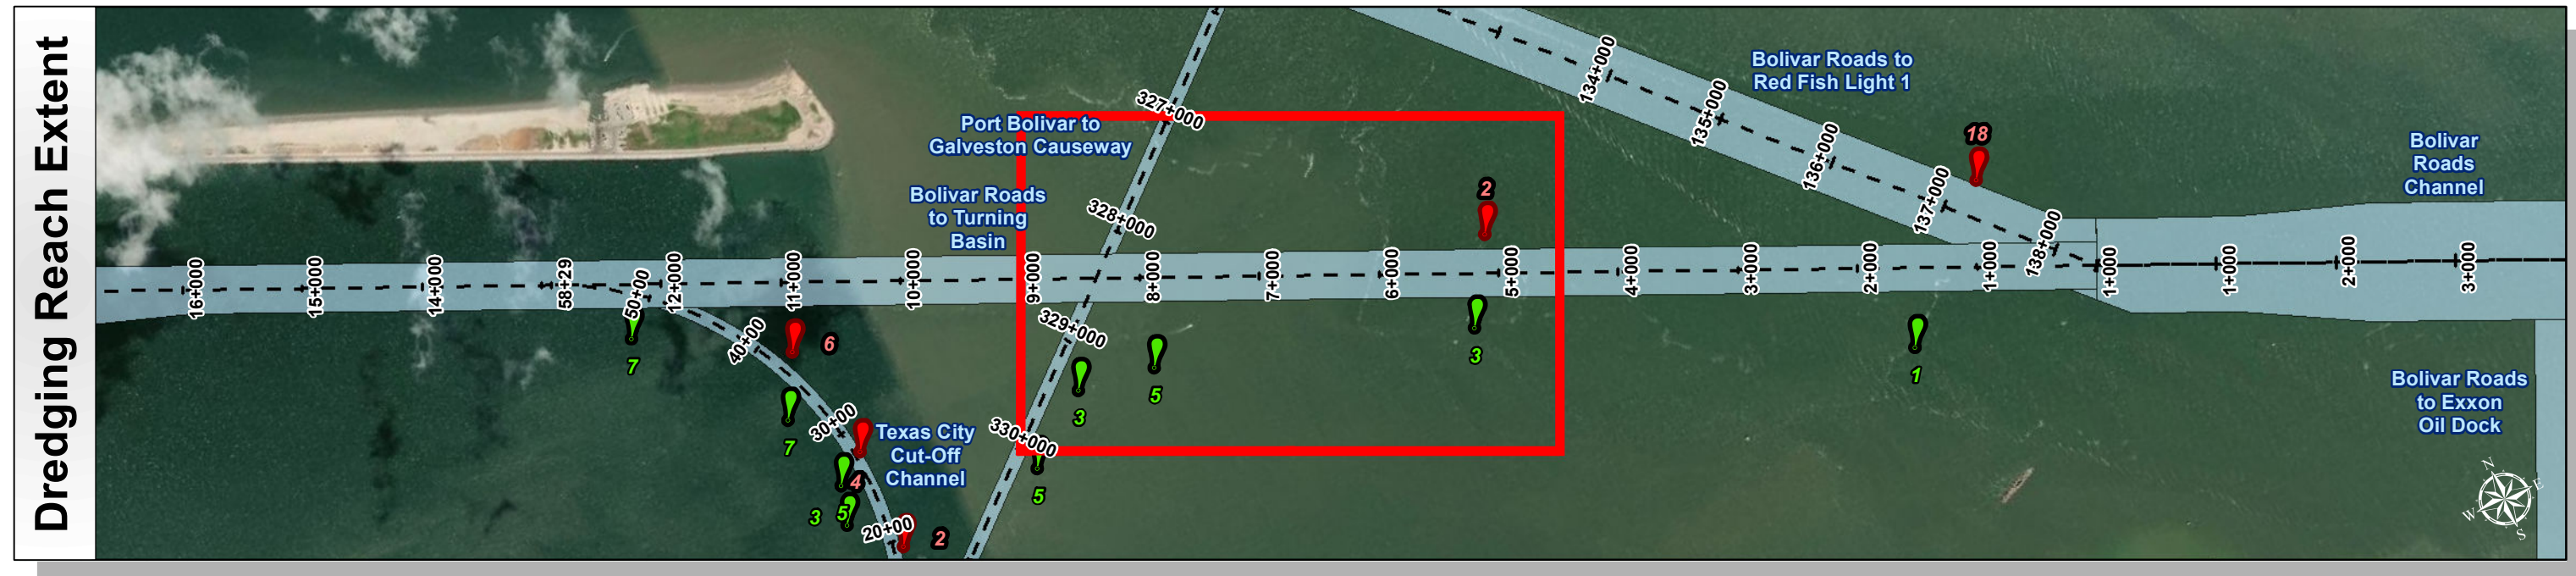 Dredging Reach Extent
Bolivar Roads to
Red Fish Light 1
Port Bolivar to
Galveston Causeway
Bolivar Roads
to Turning
Basin
Bolivar
Roads
Channel
Bolivar Roads
to Exxon
Oil Dock
Texas City
Cut-Off
Channel
134+000
135+000
136+000
137+000
138+000
327+000
328+000
329+000
330+000
16+000
15+000
14+000
58+29
50+00
12+000
11+000
10+000
9+000
8+000
7+000
6+000
5+000
4+000
3+000
2+000
1+000
1+000
1+000
2+000
3+000
40+00
30+00
20+00
18
2
3
1
3
5
5
7
6
7
4
3
5
2
N
E
W
S